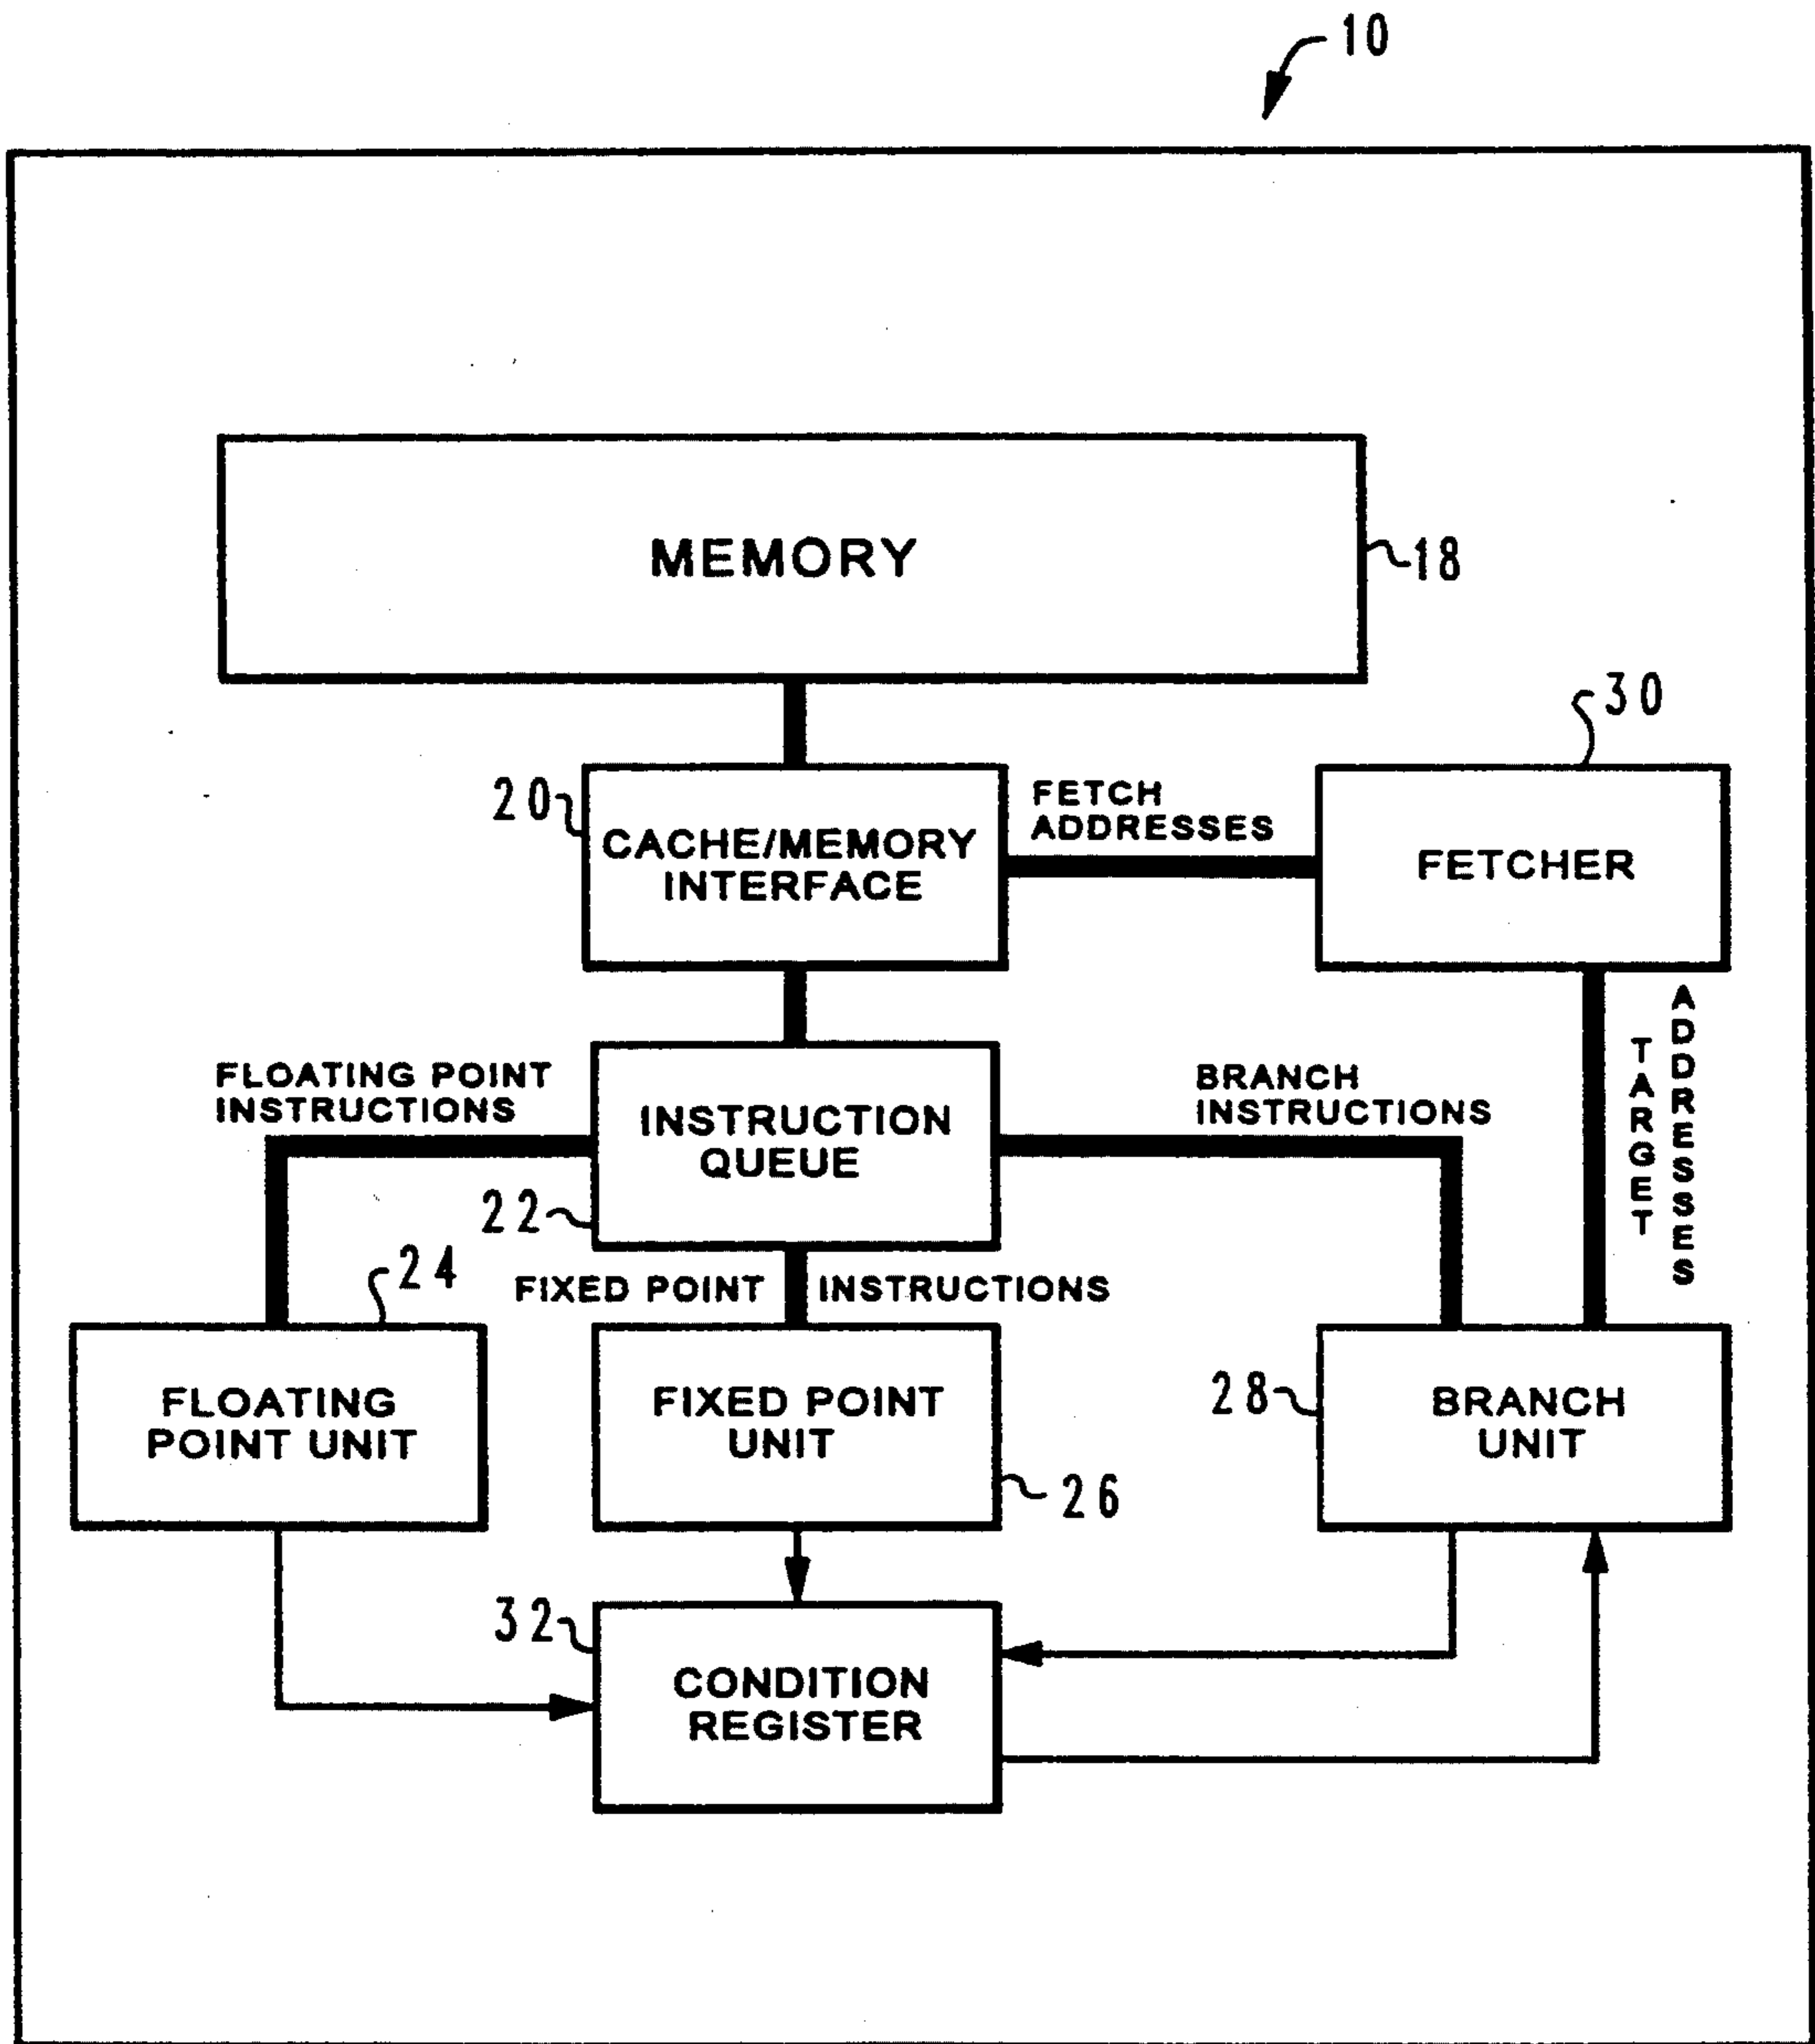 10
MEMORY
18
30
20
CACHE/MEMORY
INTERFACE
FETCH
ADDRESSES
FETCHER
FLOATING POINT
INSTRUCTIONS
INSTRUCTION
QUEUE
22
BRANCH
INSTRUCTIONS
TARGET
ADDRESSES
24
FIXED POINT INSTRUCTIONS
FLOATING
POINT UNIT
FIXED POINT
UNIT
26
28
BRANCH
UNIT
32
CONDITION
REGISTER